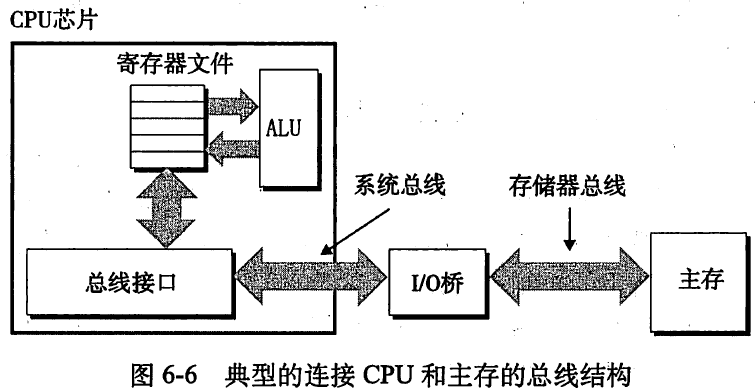 CPU芯片
寄存器文件
ALU
系统总线
存储器总线
总线接口
I/O桥
主存
图 6-6 典型的连接 CPU 和主存的总线结构